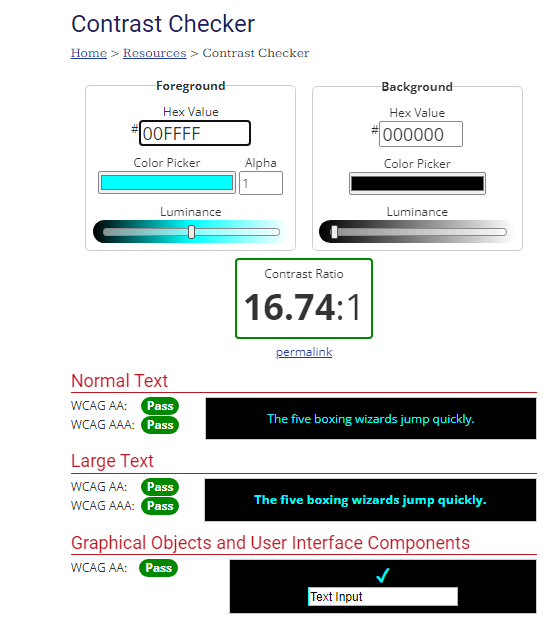 Contrast Checker
Home > Resources > Contrast Checker
Foreground
Hex Value
#00FFFF
Color Picker Alpha
1
Luminance
Background
Hex Value
#000000
Color Picker
Luminance
Contrast Ratio
16.74:1
permalink
Normal Text
WCAG AA: Pass
WCAG AAA: Pass
The five boxing wizards jump quickly.
Large Text
WCAG AA: Pass
WCAG AAA: Pass
The five boxing wizards jump quickly.
Graphical Objects and User Interface Components
WCAG AA: Pass
✓
Text Input